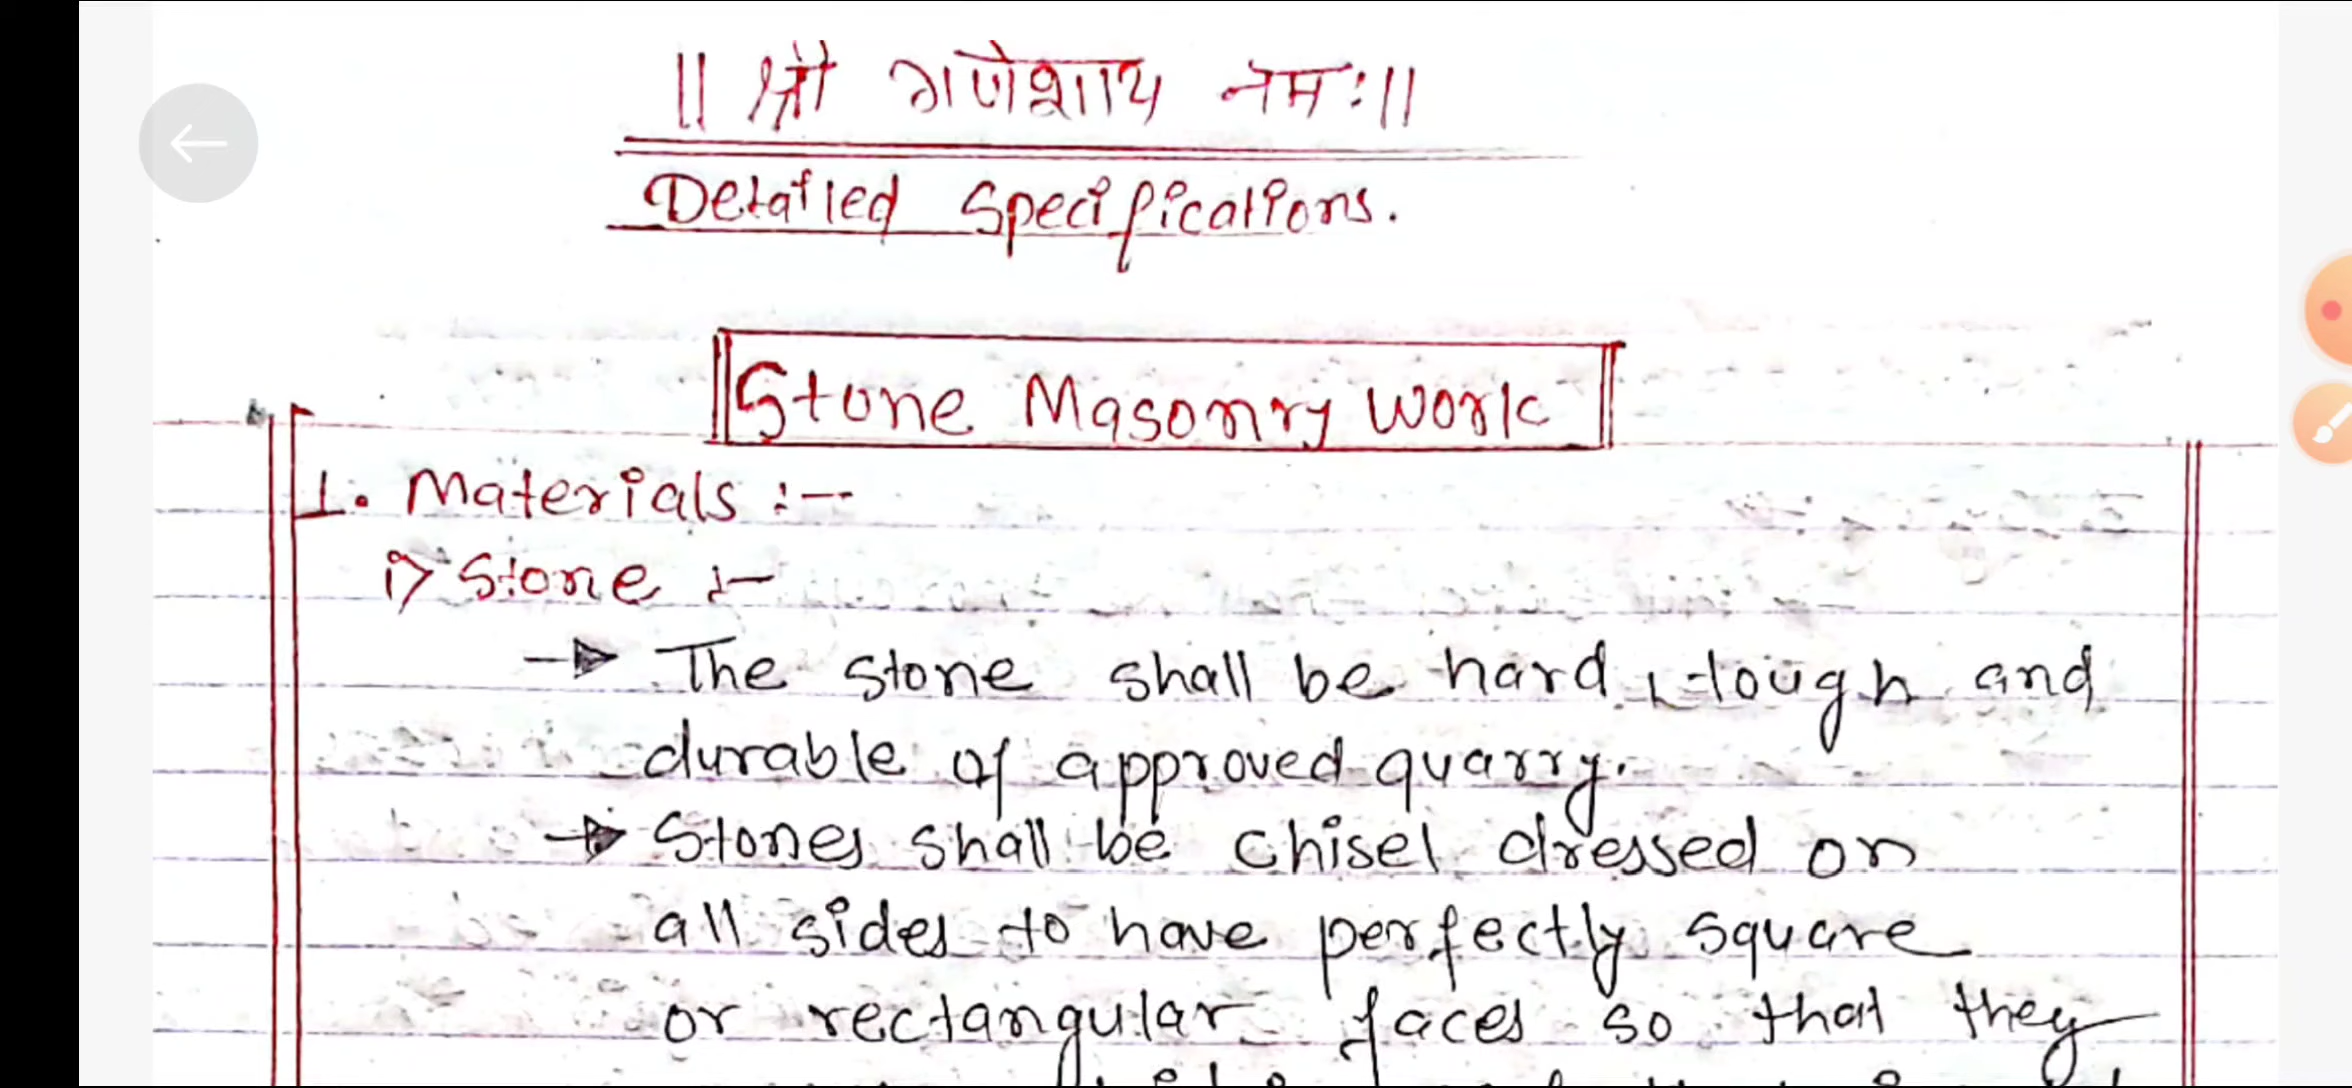 || श्री गणेशाय नमः ||
Detailed Specifications.
Stone Masonry Work
1. Materials :-
i> Stone :-
→ The stone shall be hard, tough and
durable of approved quarry.
→ Stones shall be chisel dressed on
all sides to have perfectly square
or rectangular faces so that they